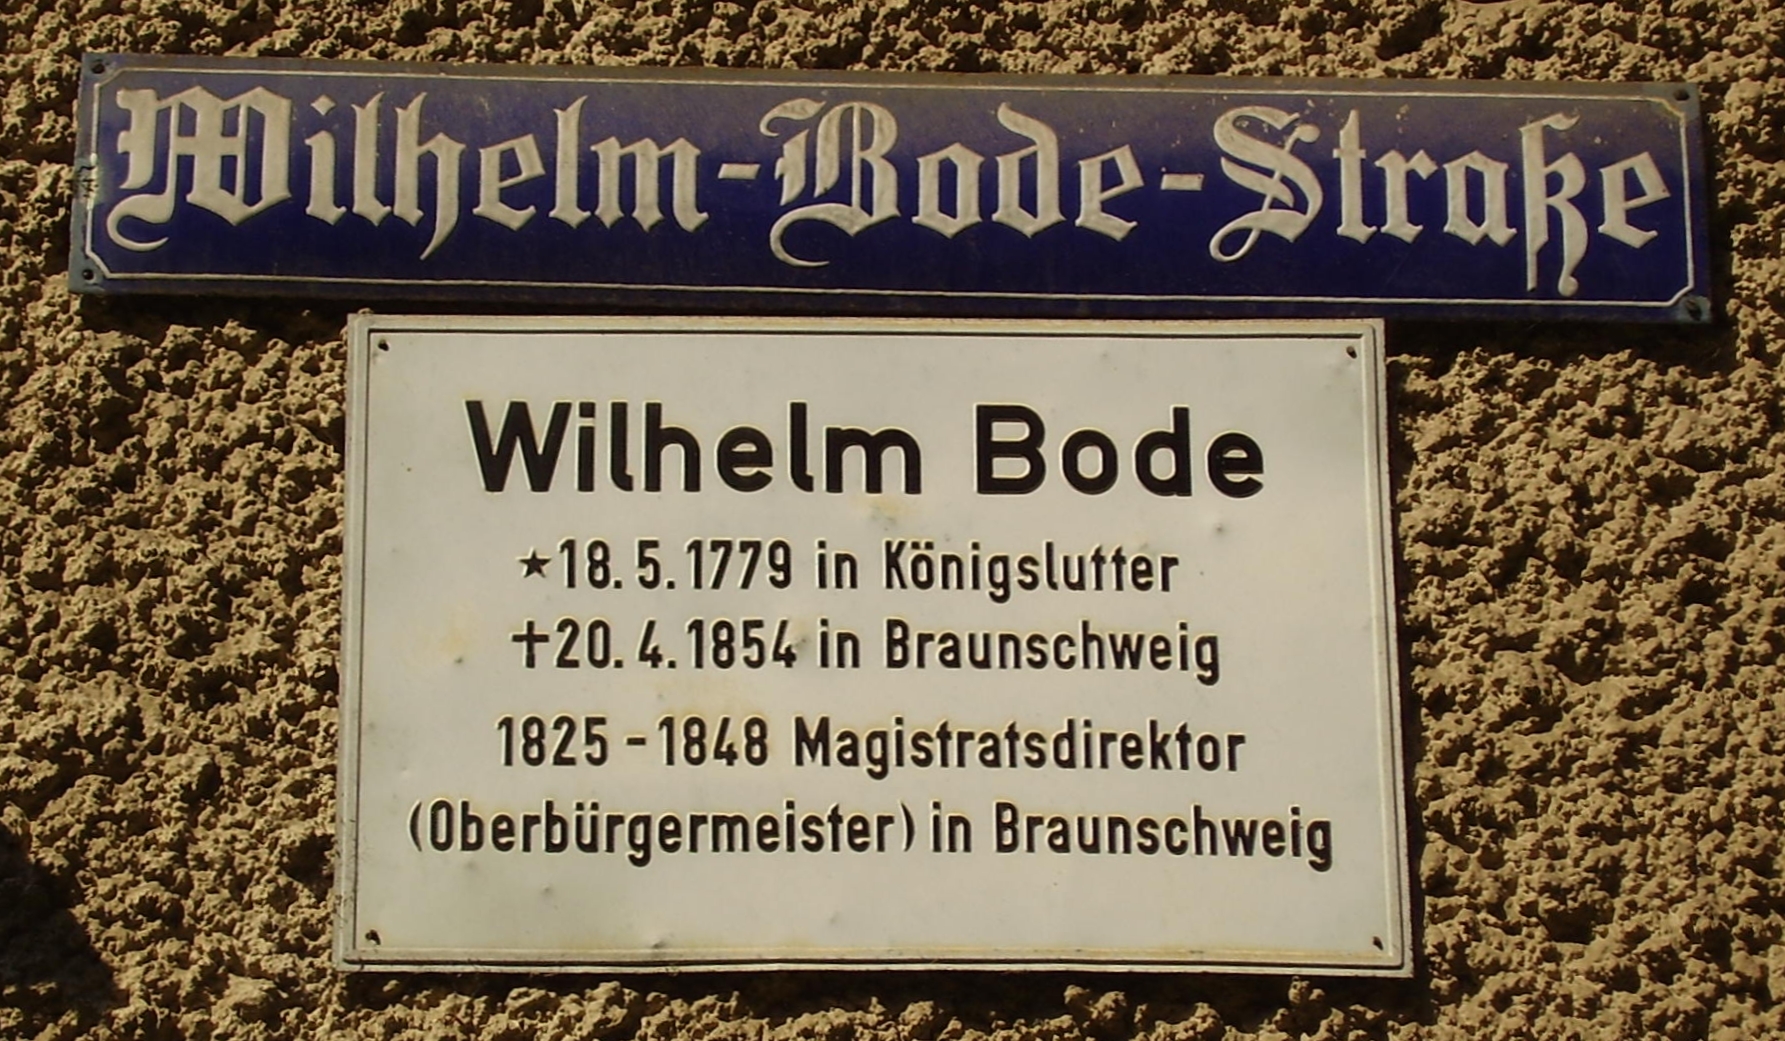 Wilhelm-Bode-Straße
Wilhelm Bode
★18.5.1779 in Königslutter
✝20.4.1854 in Braunschweig
1825-1848 Magistratsdirektor
(Oberbürgermeister) in Braunschweig